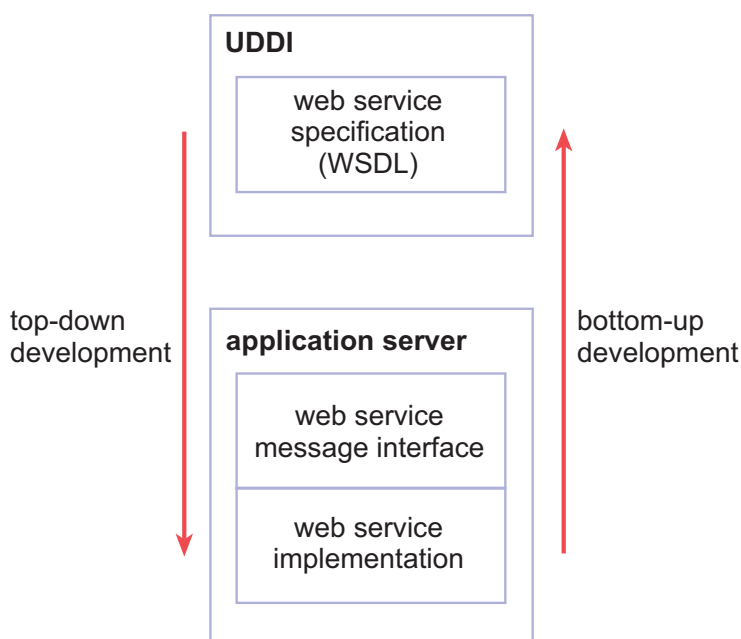 UDDI
web service
specification
(WSDL)
top-down
development
bottom-up
development
application server
web service
message interface
web service
implementation